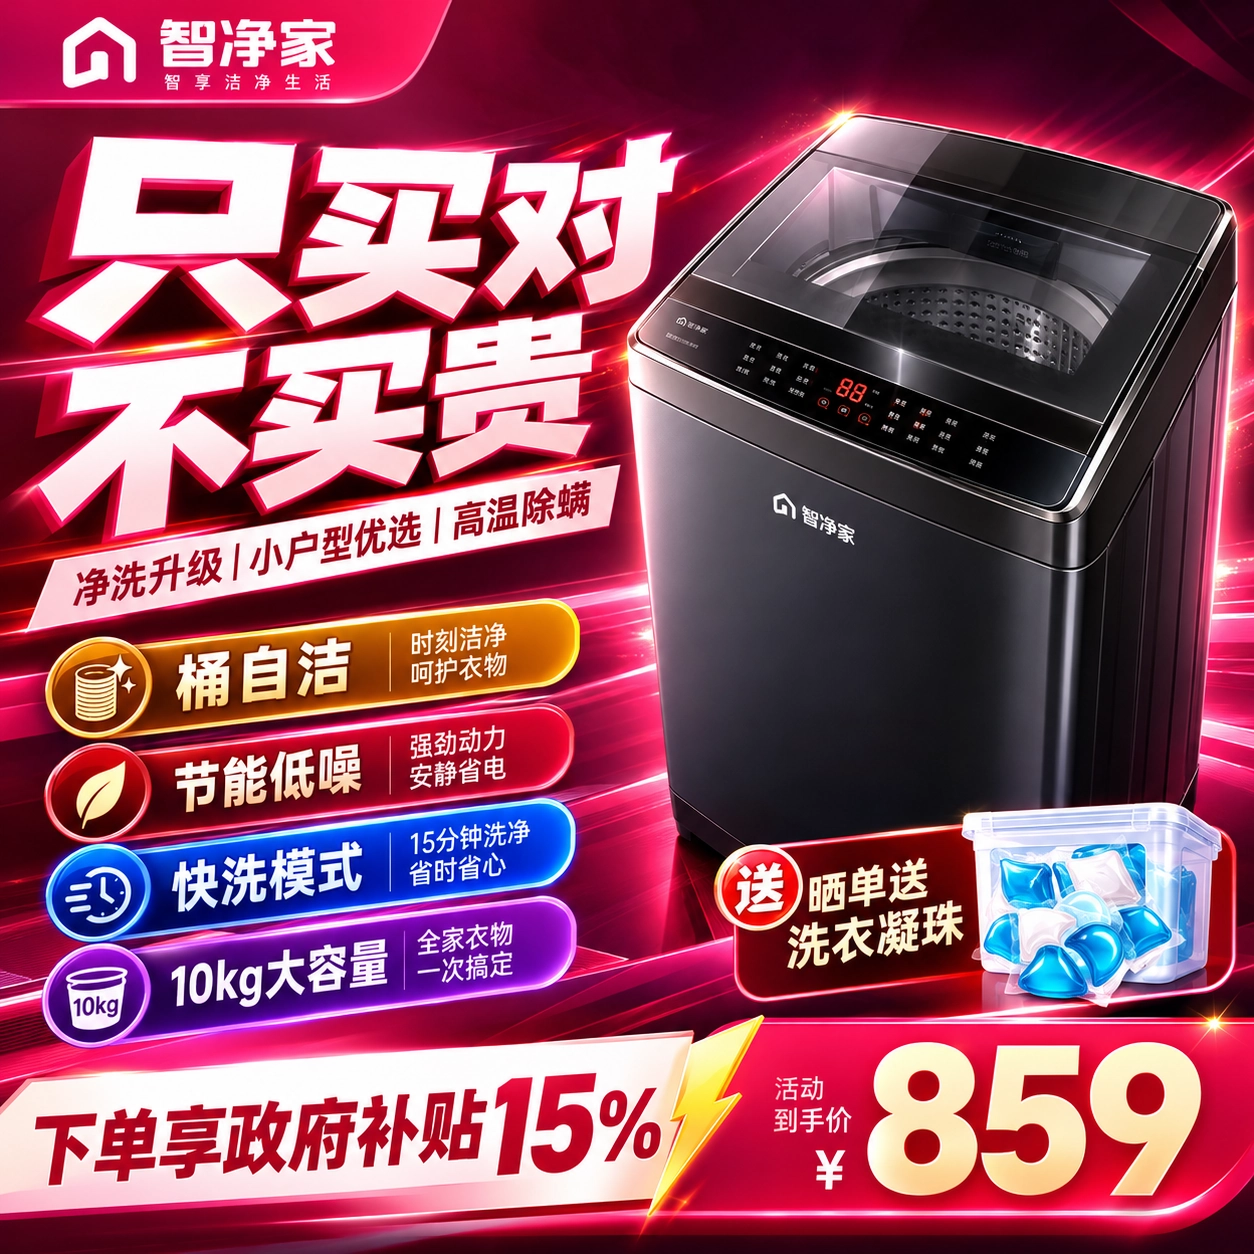 智净家
智享洁净生活
只买对
不买贵
净洗升级|小户型优选|高温除螨
桶自洁
时刻洁净
呵护衣物
节能低噪
强劲动力
安静省电
快洗模式
15分钟洗净
省时省心
10kg
10kg大容量
全家衣物
一次搞定
智净家
88
智净家
送
晒单送
洗衣凝珠
下单享政府补贴15%
活动
到手价
¥859